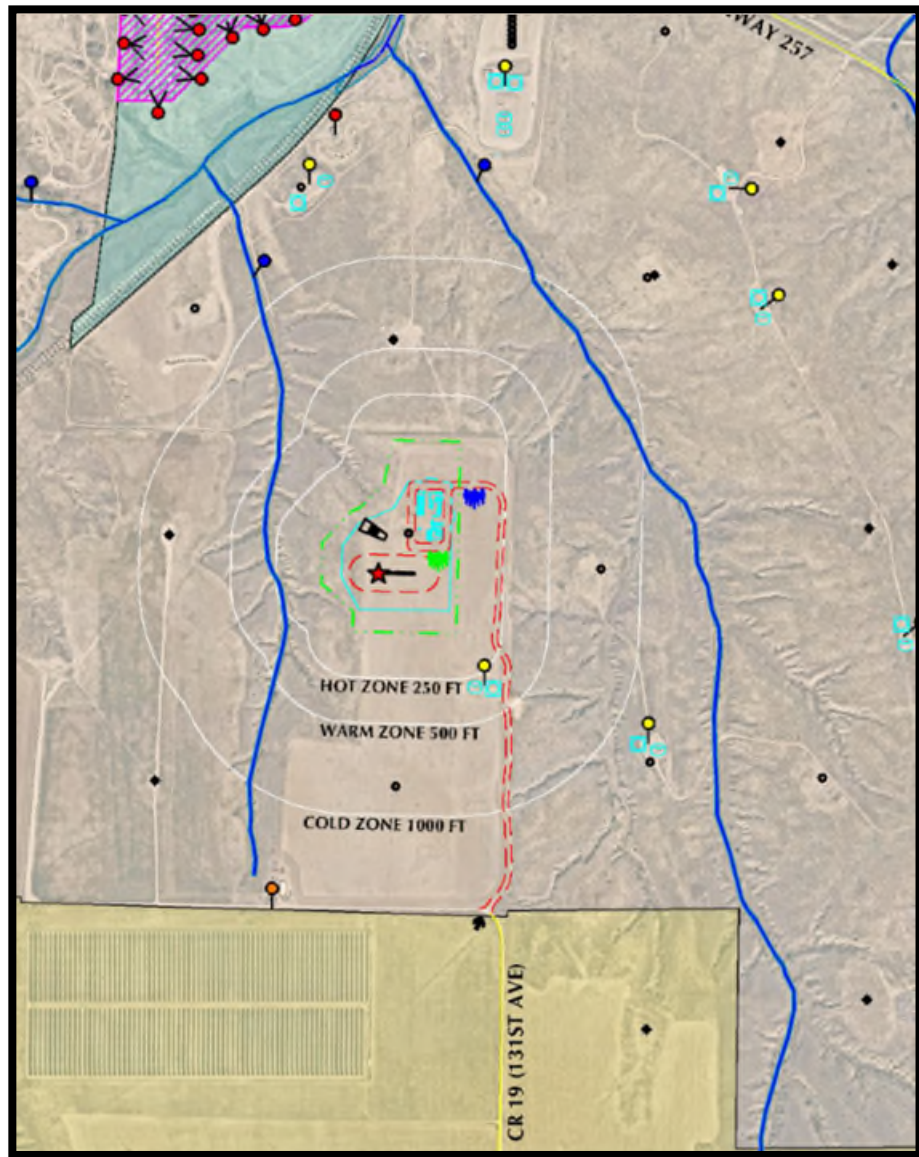 WAY 257
HOT ZONE 250 FT
WARM ZONE 500 FT
COLD ZONE 1000 FT
CR 19 (131ST AVE)